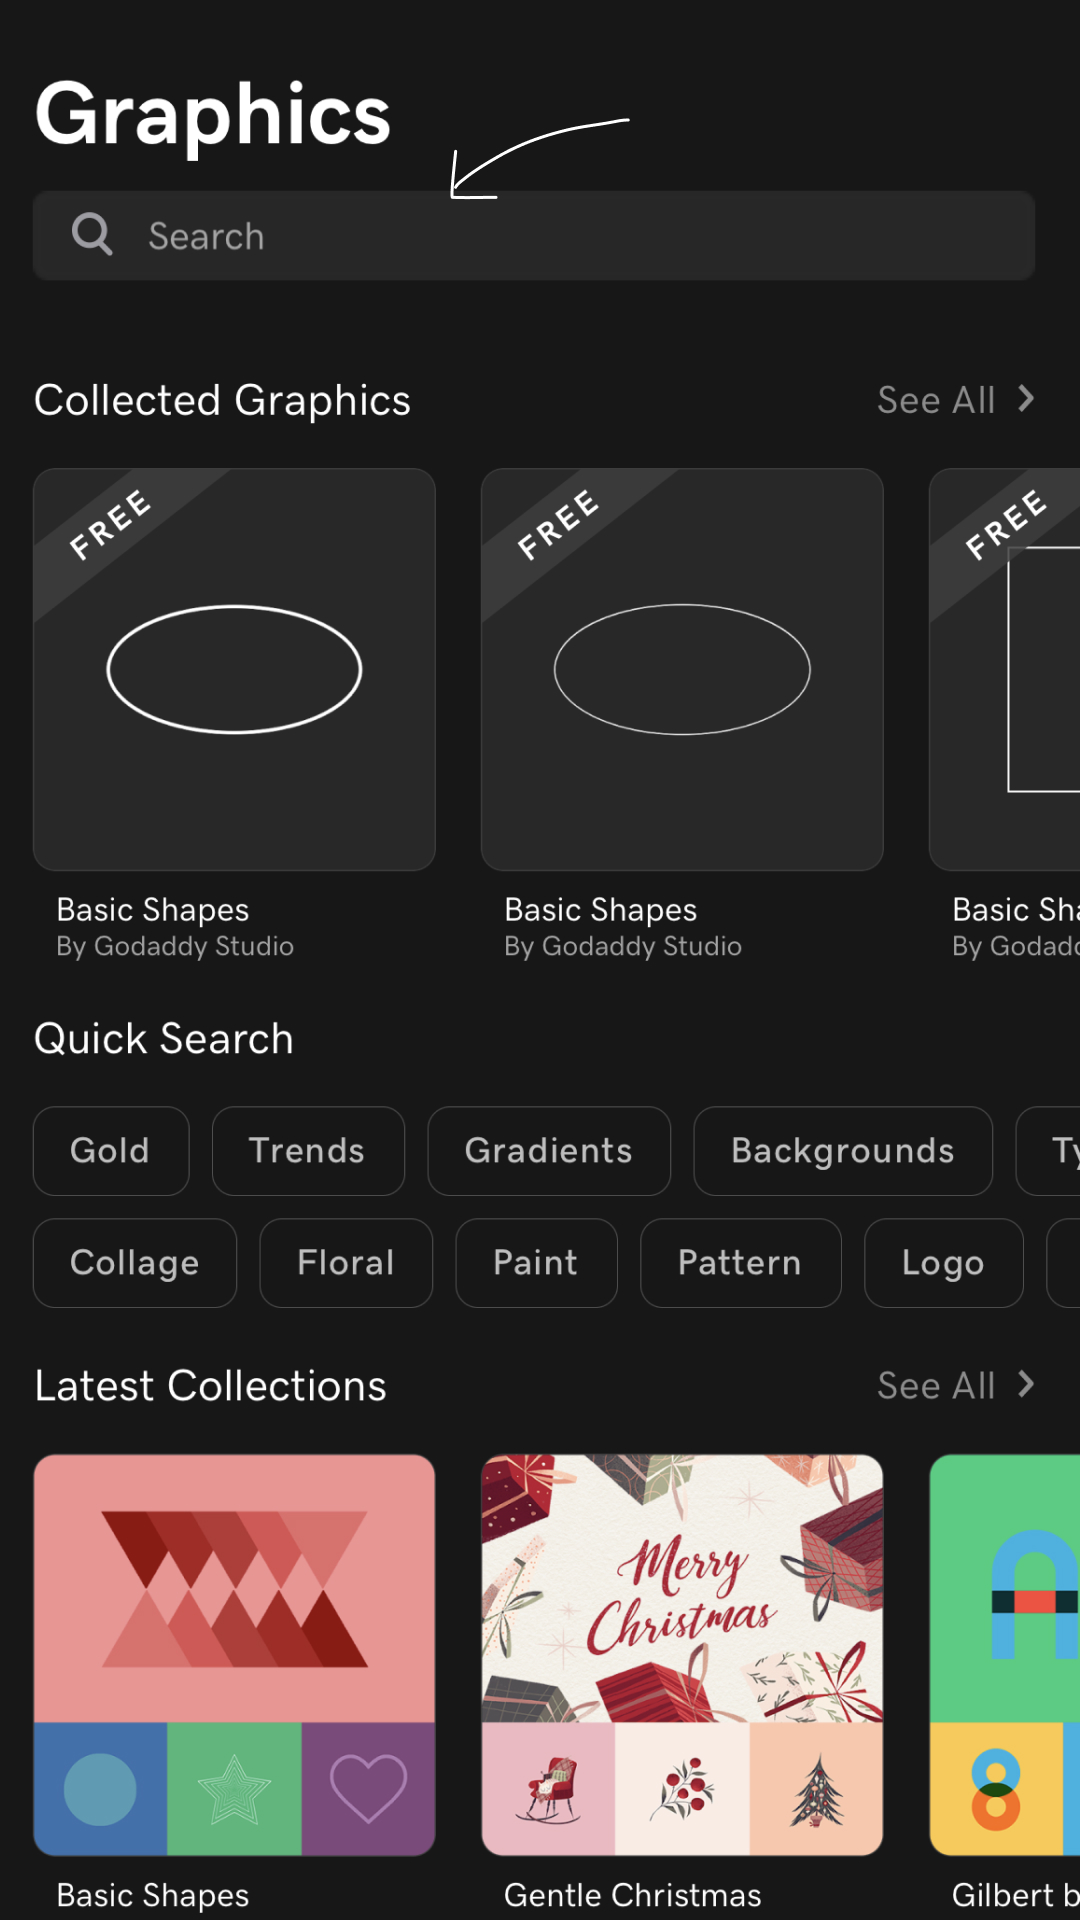 Graphics
Search
Collected Graphics See All
FREE FREE FREE
Basic Shapes Basic Shapes Basic Sha
By Godaddy Studio By Godaddy Studio By Godadd
Quick Search
Gold Trends Gradients Backgrounds Ty
Collage Floral Paint Pattern Logo
Latest Collections See All
Merry
Christmas
A
8
Basic Shapes Gentle Christmas Gilbert b